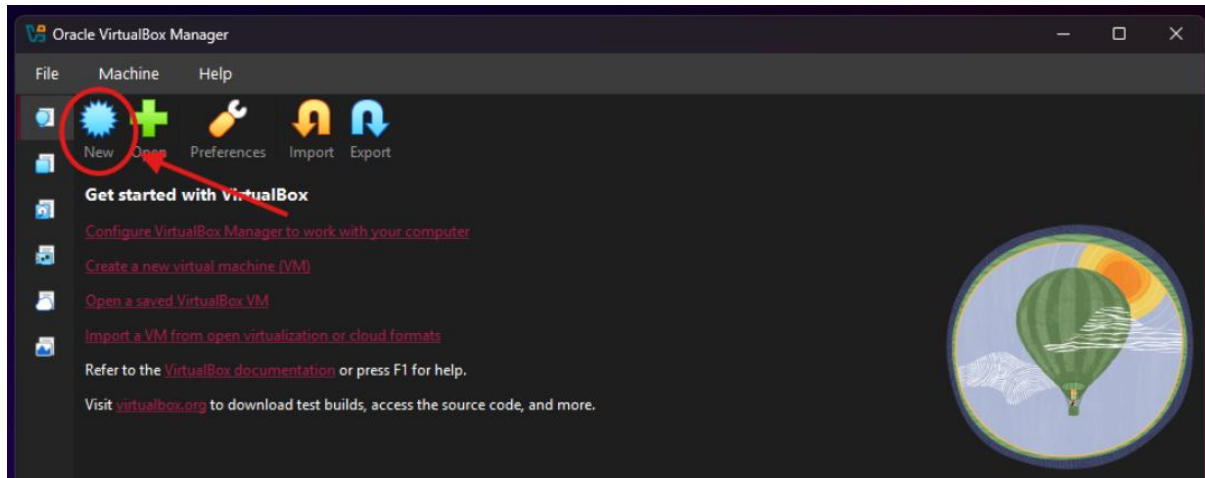 Oracle VirtualBox Manager
File Machine Help
New Open Preferences Import Export
Get started with VirtualBox
Configure VirtualBox Manager to work with your computer
Create a new virtual machine (VM)
Open a saved VirtualBox VM
Import a VM from open virtualization or cloud formats
Refer to the VirtualBox documentation or press F1 for help.
Visit virtualbox.org to download test builds, access the source code, and more.